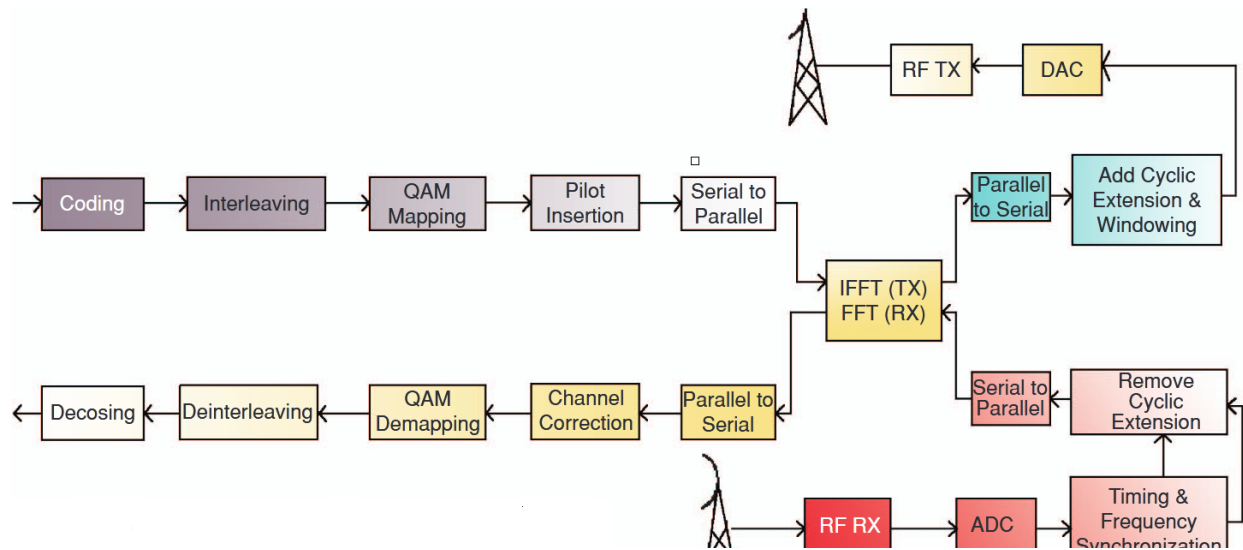 RF TX
DAC
Coding
Interleaving
QAM
Mapping
Pilot
Insertion
Serial to
Parallel
Parallel
to Serial
Add Cyclic
Extension &
Windowing
IFFT (TX)
FFT (RX)
Decosing
Deinterleaving
QAM
Demapping
Channel
Correction
Parallel to
Serial
Serial to
Parallel
Remove
Cyclic
Extension
RF RX
ADC
Timing &
Frequency
Synchronization